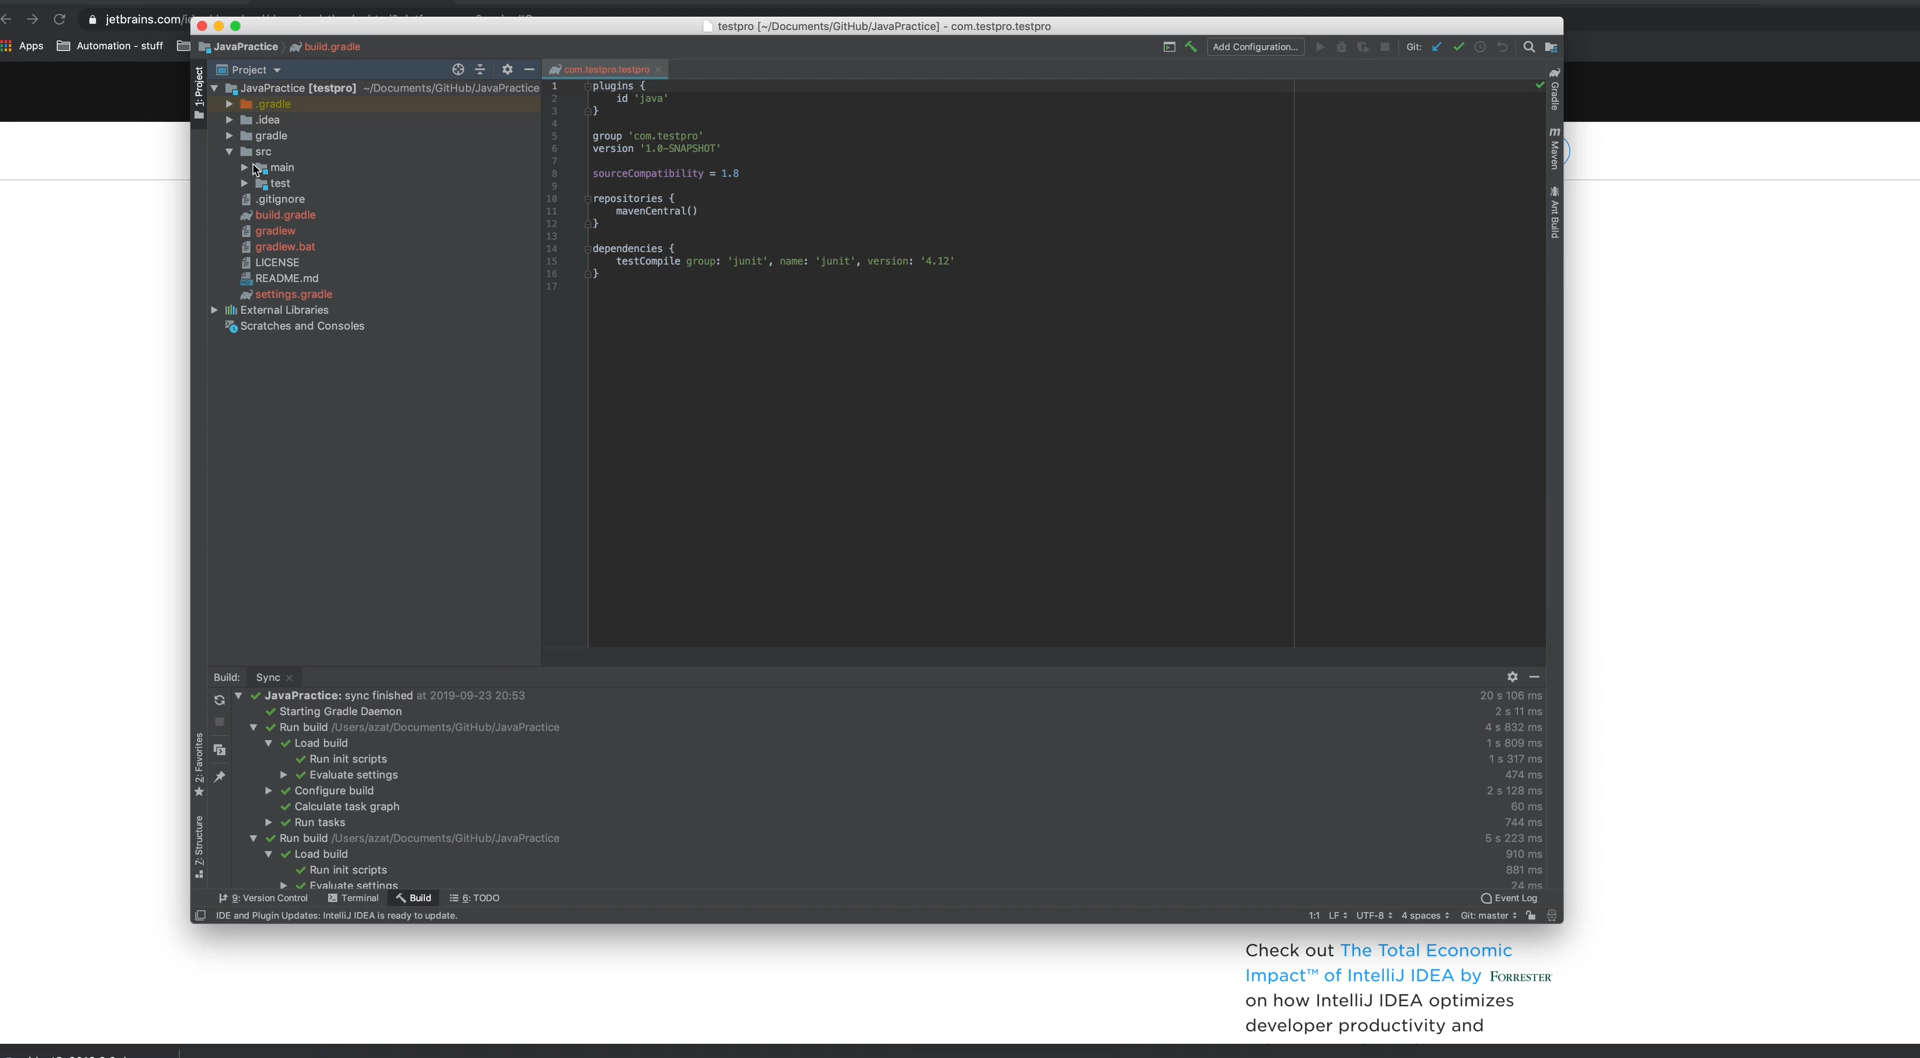 jetbrains.com/
testpro [~/Documents/GitHub/JavaPractice] - com.testpro.testpro
Apps Automation - stuff
JavaPractice build.gradle
Add Configuration... Git:
1: Project
Project
com.testpro.testpro
JavaPractice [testpro] ~/Documents/GitHub/JavaPractice
.gradle
.idea
gradle
src
main
test
.gitignore
build.gradle
gradlew
gradlew.bat
LICENSE
README.md
settings.gradle
External Libraries
Scratches and Consoles
1 plugins {
2 id 'java'
3 }
4
5 group 'com.testpro'
6 version '1.0-SNAPSHOT'
7
8 sourceCompatibility = 1.8
9
10 repositories {
11 mavenCentral()
12 }
13
14 dependencies {
15 testCompile group: 'junit', name: 'junit', version: '4.12'
16 }
17
Gradle
m Maven
Ant Build
Build: Sync
JavaPractice: sync finished at 2019-09-23 20:53 20 s 106 ms
Starting Gradle Daemon 2 s 11 ms
Run build /Users/azat/Documents/GitHub/JavaPractice 4 s 832 ms
Load build 1 s 809 ms
Run init scripts 1 s 317 ms
Evaluate settings 474 ms
Configure build 2 s 128 ms
Calculate task graph 60 ms
Run tasks 744 ms
Run build /Users/azat/Documents/GitHub/JavaPractice 5 s 223 ms
Load build 910 ms
Run init scripts 881 ms
Evaluate settings 24 ms
2: Favorites
7: Structure
9: Version Control Terminal Build 6: TODO Event Log
IDE and Plugin Updates: IntelliJ IDEA is ready to update. 1:1 LF UTF-8 4 spaces Git: master
Check out The Total Economic
Impact™ of IntelliJ IDEA by FORRESTER
on how IntelliJ IDEA optimizes
developer productivity and